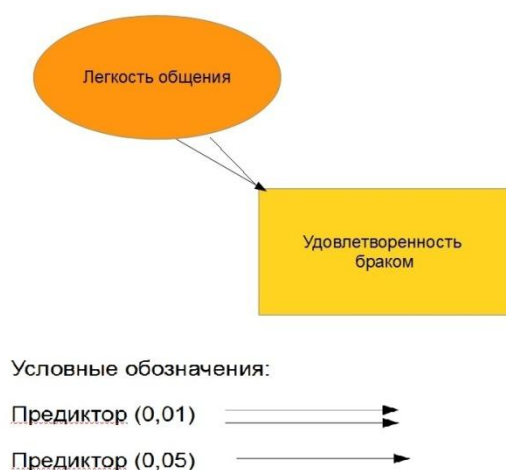 Легкость общения
Удовлетворенность
браком
Условные обозначения:
Предиктор (0,01)
Предиктор (0,05)